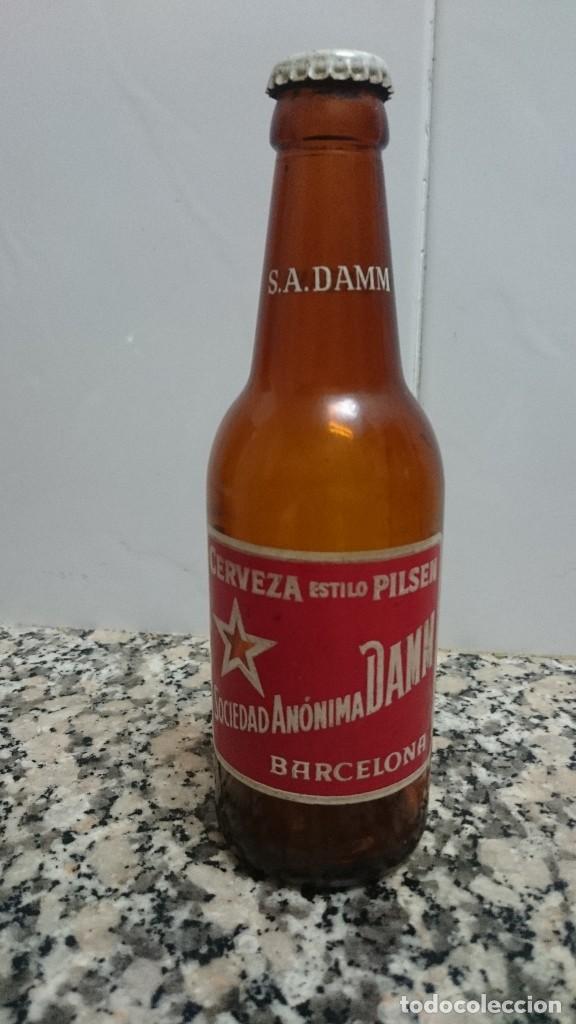 S.A.DAMM
CERVEZA ESTILO PILSEN
SOCIEDAD ANÓNIMA DAMM
BARCELONA
todocoleccion